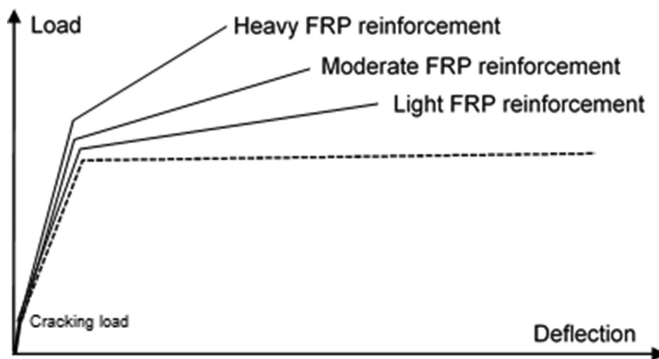 Load
Heavy FRP reinforcement
Moderate FRP reinforcement
Light FRP reinforcement
Cracking load
Deflection